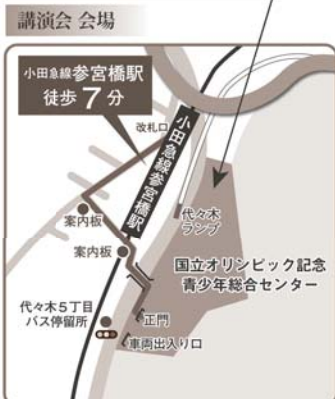 講演会 会場
小田急線参宮橋駅
徒歩7分
改札口
小田急線参宮橋駅
代々木
ランプ
案内板
案内板
国立オリンピック記念
青少年総合センター
代々木5丁目
バス停留所
正門
車両出入り口